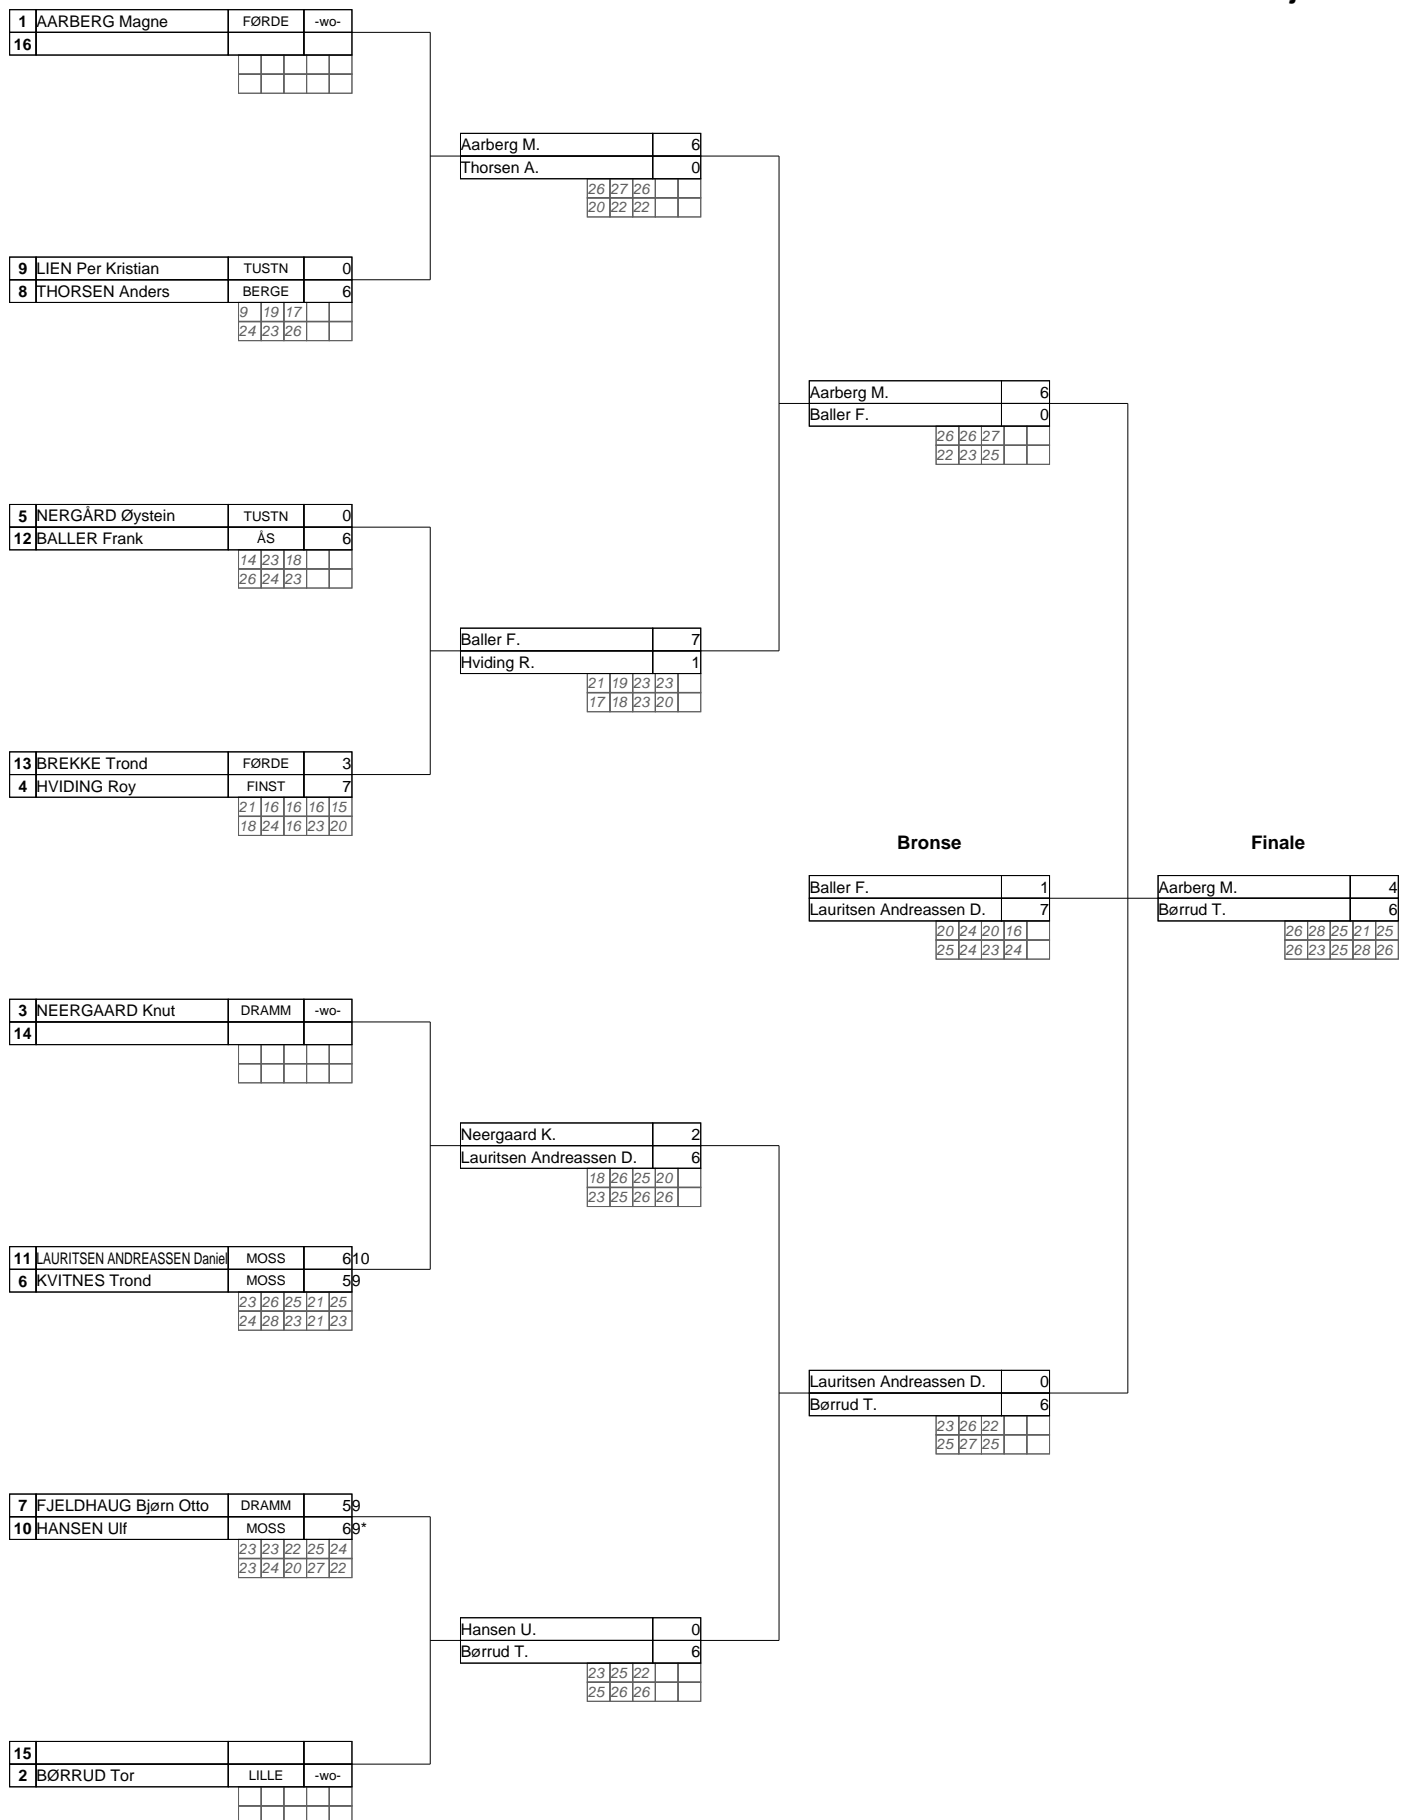 1 AARBERG Magne FØRDE -wo-
16
Aarberg M. 6
Thorsen A. 0
26 27 26
20 22 22
9 LIEN Per Kristian TUSTN 0
8 THORSEN Anders BERGE 6
9 19 17
24 23 26
Aarberg M. 6
Baller F. 0
26 26 27
22 23 25
5 NERGÅRD Øystein TUSTN 0
12 BALLER Frank ÅS 6
14 23 18
26 24 23
Baller F. 7
Hviding R. 1
21 19 23 23
17 18 23 20
13 BREKKE Trond FØRDE 3
4 HVIDING Roy FINST 7
21 16 16 16 15
18 24 16 23 20
Bronse Finale
Baller F. 1 Aarberg M. 4
Lauritsen Andreassen D. 7 Børrud T. 6
20 24 20 16 26 28 25 21 25
25 24 23 24 26 23 25 28 26
3 NEERGAARD Knut DRAMM -wo-
14
Neergaard K. 2
Lauritsen Andreassen D. 6
18 26 25 20
23 25 26 26
11 LAURITSEN ANDREASSEN Daniel MOSS 610
6 KVITNES Trond MOSS 59
23 26 25 21 25
24 28 23 21 23
Lauritsen Andreassen D. 0
Børrud T. 6
23 26 22
25 27 25
7 FJELDHAUG Bjørn Otto DRAMM 59
10 HANSEN Ulf MOSS 69*
23 23 22 25 24
23 24 20 27 22
Hansen U. 0
Børrud T. 6
23 25 22
25 26 26
15
2 BØRRUD Tor LILLE -wo-